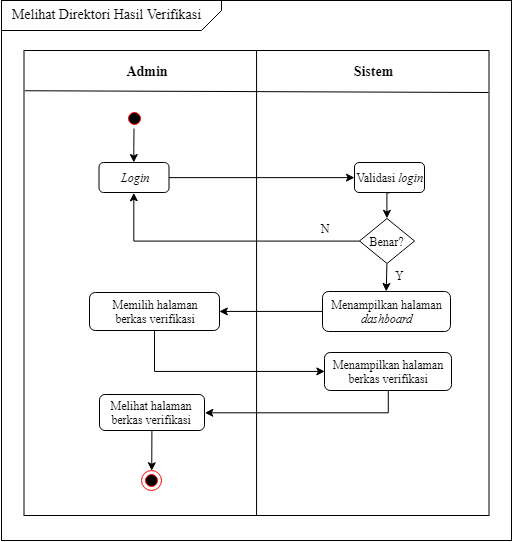 Melihat Direktori Hasil Verifikasi
Admin
Sistem
Login
Validasi login
N
Benar?
Y
Memilih halaman
berkas verifikasi
Menampilkan halaman
dashboard
Menampilkan halaman
berkas verifikasi
Melihat halaman
berkas verifikasi